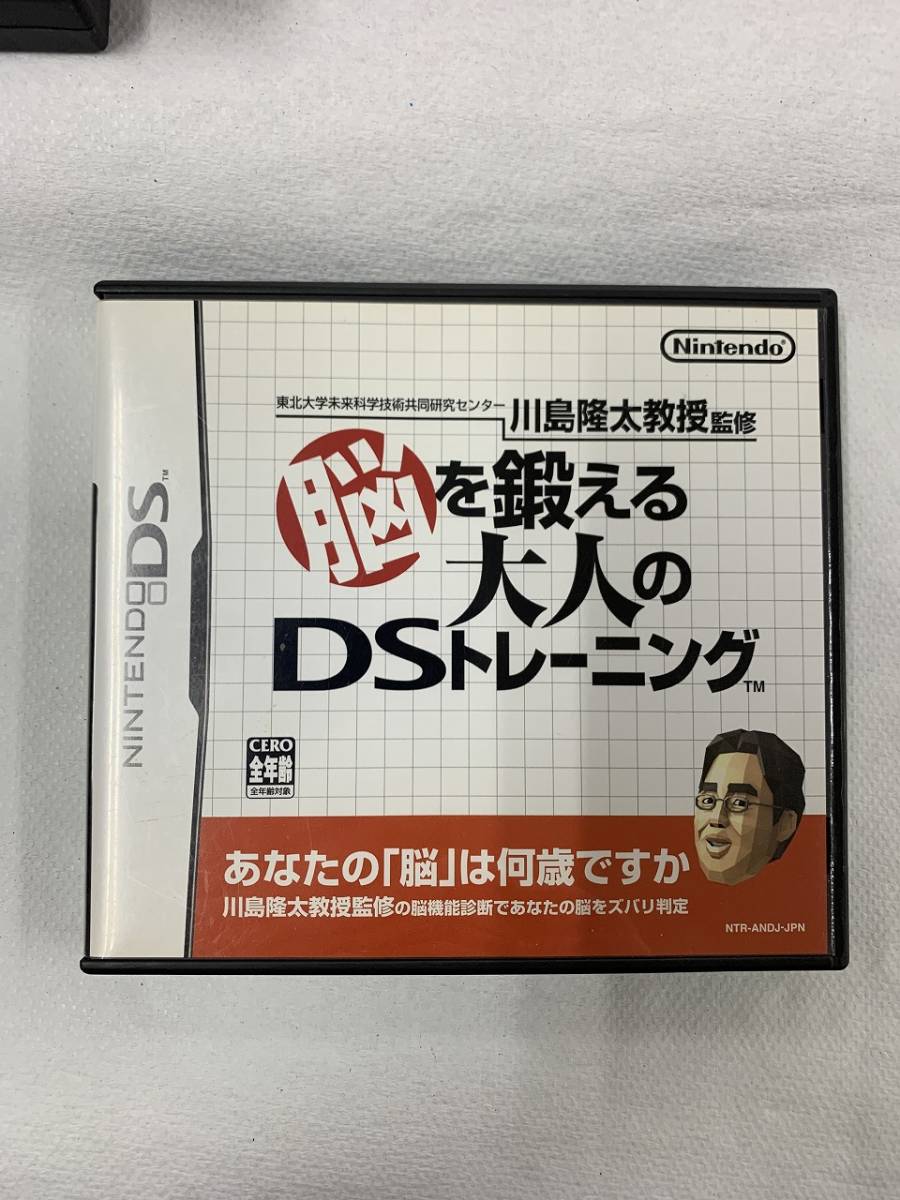 NINTENDO DS™
Nintendo®
東北大学未来科学技術共同研究センター
川島隆太教授監修
脳を鍛える
大人の
DSトレーニング™
CERO
全年齢
全年齢対象
あなたの「脳」は何歳ですか
川島隆太教授監修の脳機能診断であなたの脳をズバリ判定
NTR-ANDJ-JPN